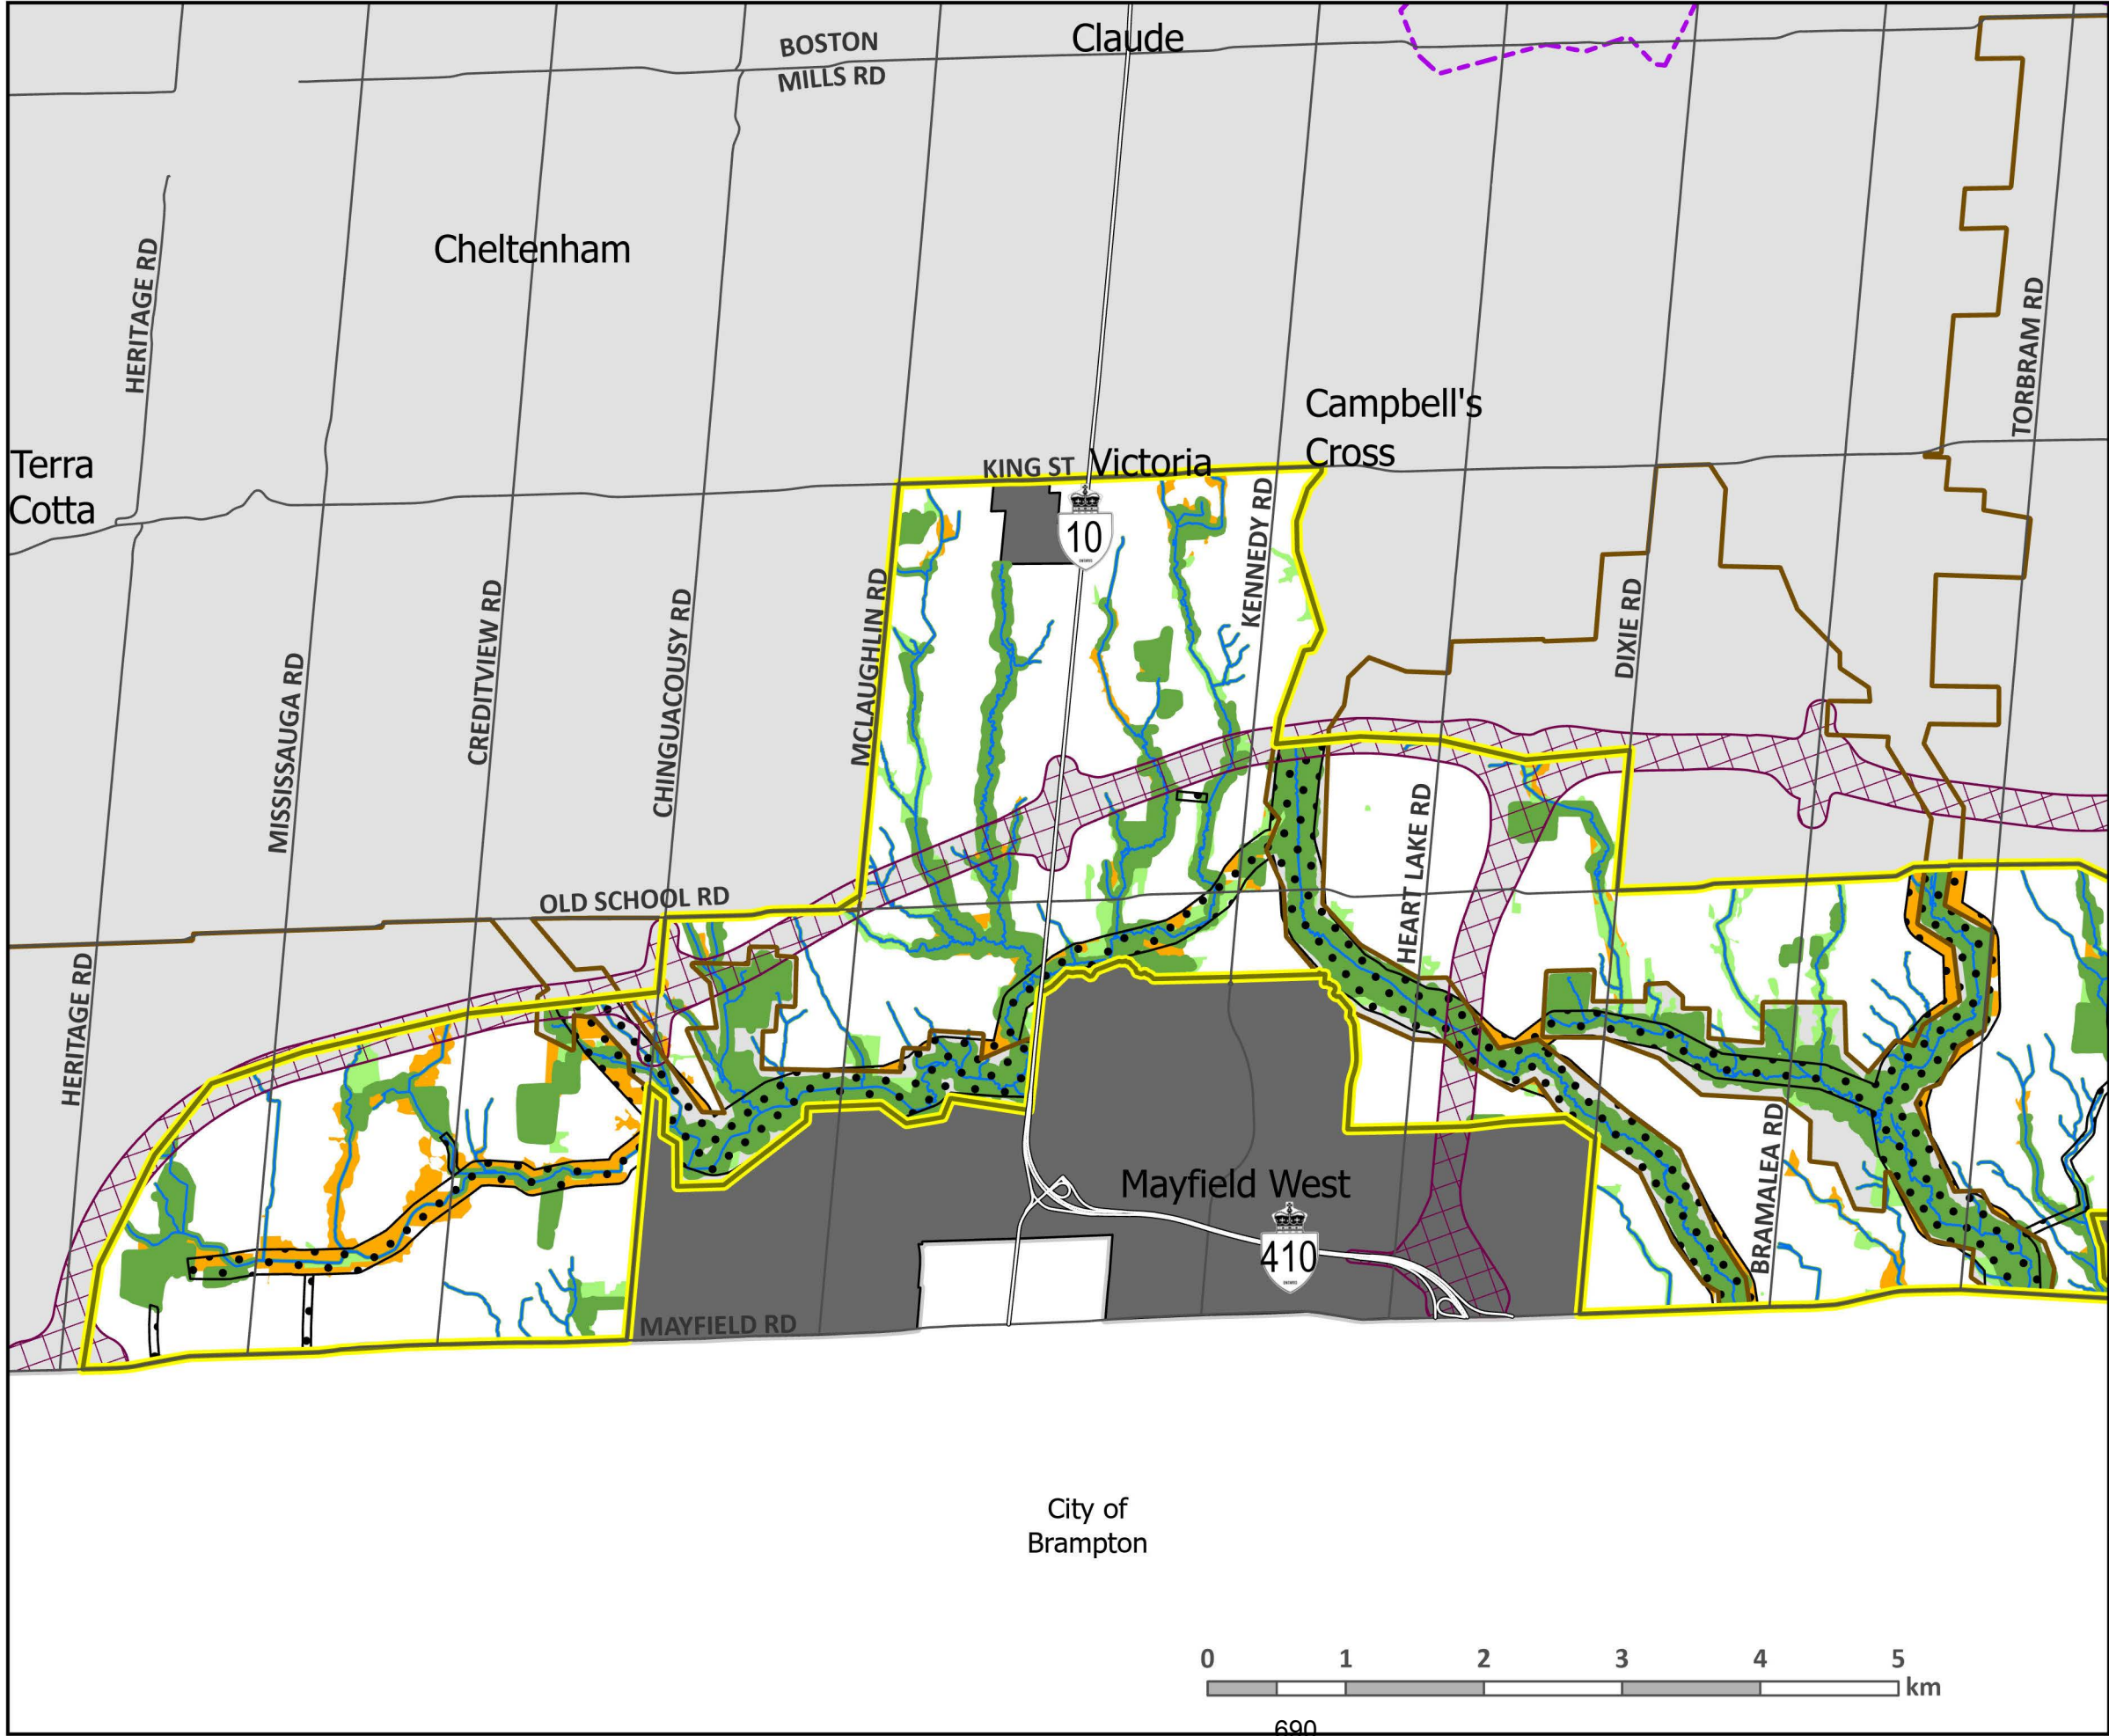 Claude
BOSTON
MILLS RD
Cheltenham
HERITAGE RD
TORBRAM RD
Campbell's
Cross
Terra
Cotta
KING ST
Victoria
10
KENNEDY RD
MCLAUGHLIN RD
CREDITVIEW RD
CHINGUACOUSY RD
DIXIE RD
MISSISSAUGA RD
HEART LAKE RD
OLD SCHOOL RD
HERITAGE RD
BRAMALEA RD
Mayfield West
410
MAYFIELD RD
City of
Brampton
0 1 2 3 4 5
km
690